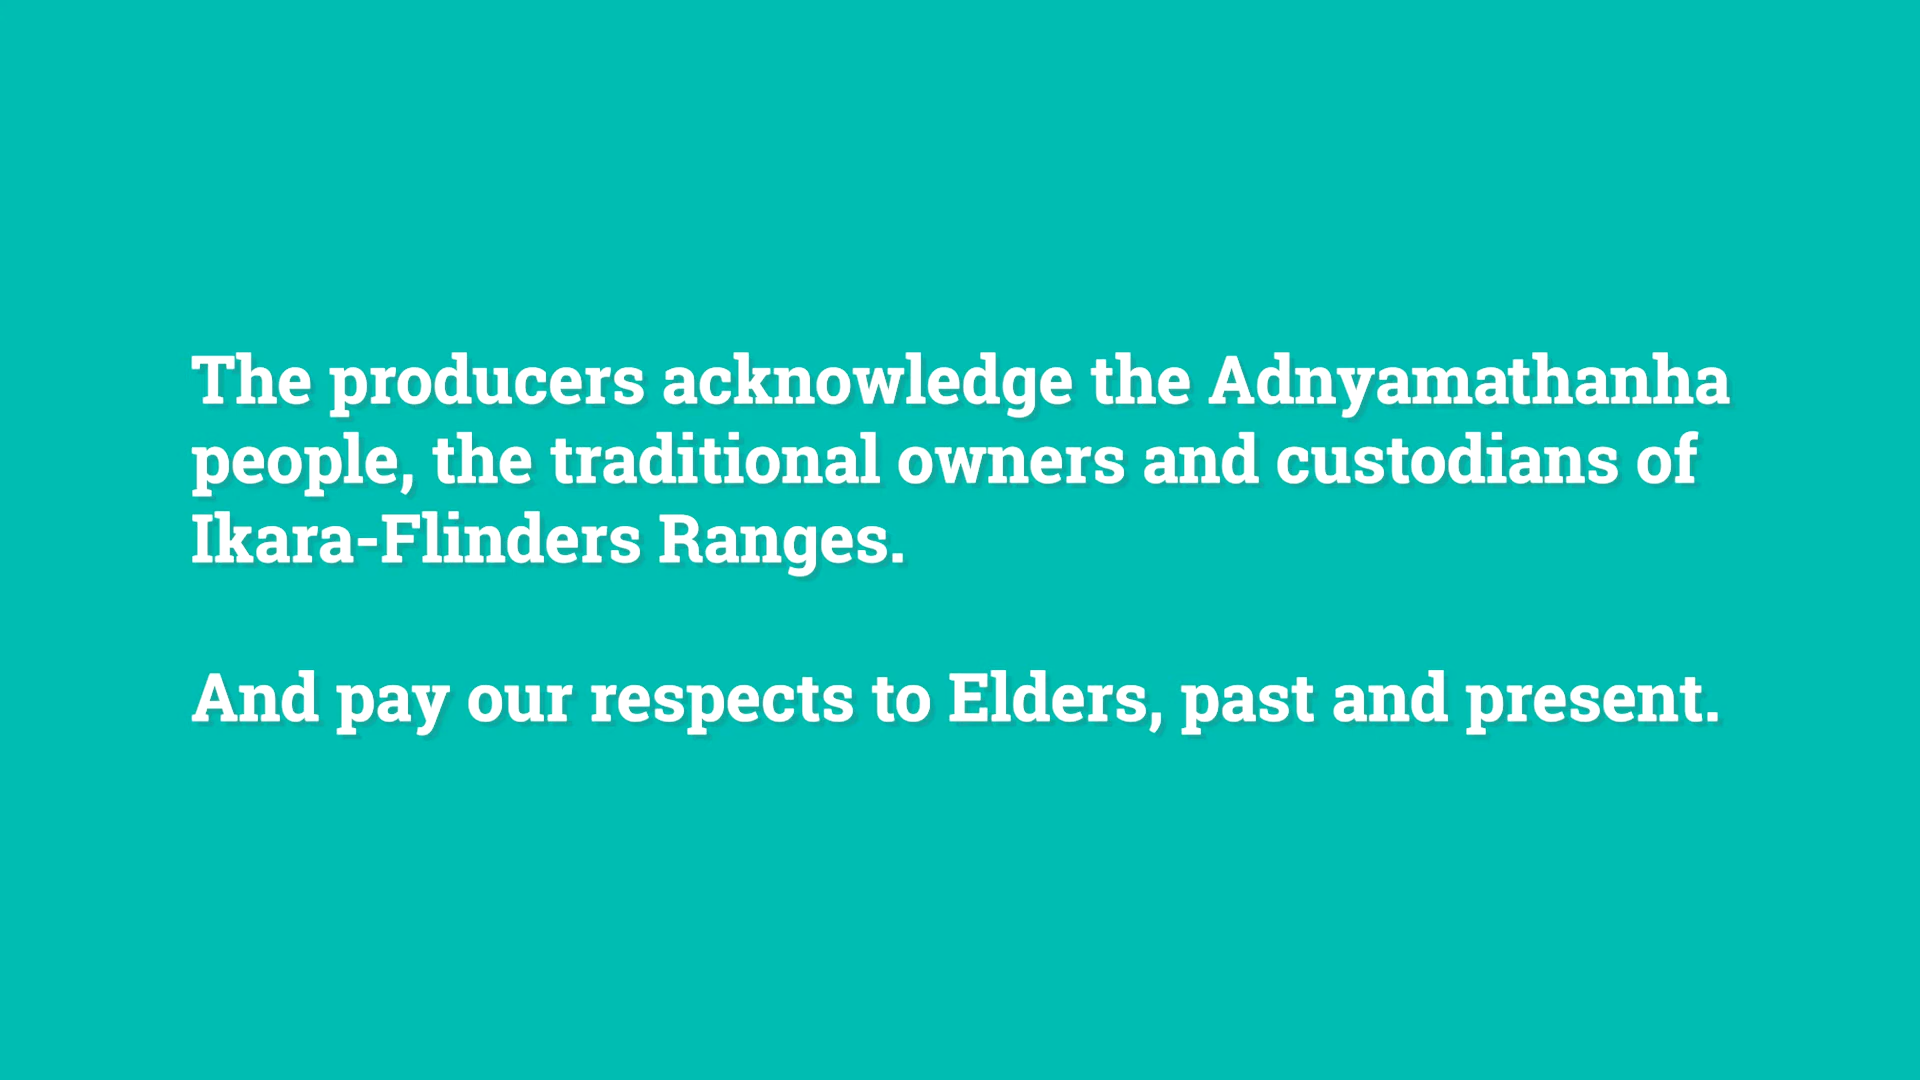 The producers acknowledge the Adnyamathanha
people, the traditional owners and custodians of
Ikara-Flinders Ranges.
And pay our respects to Elders, past and present.